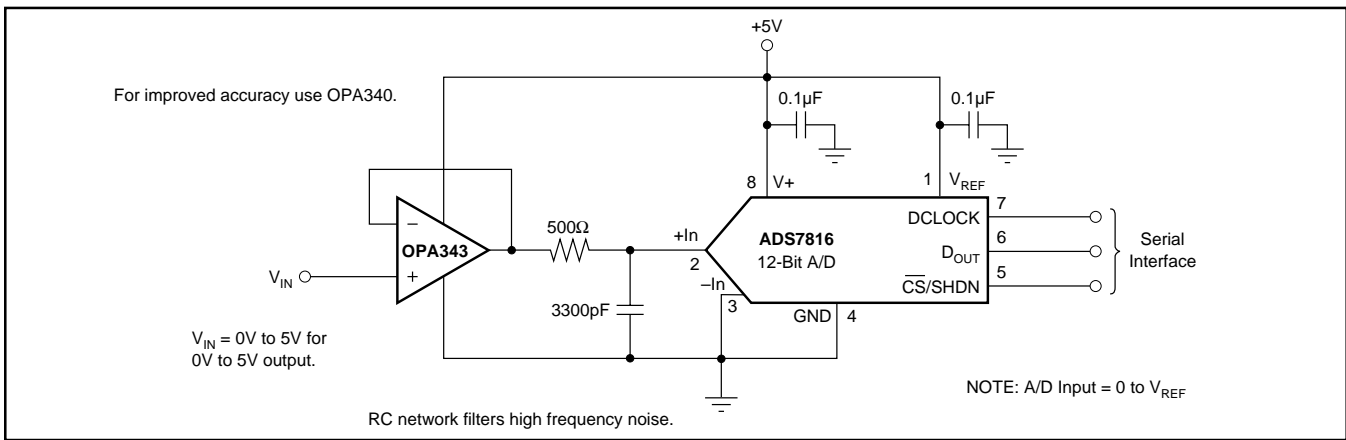 +5V
For improved accuracy use OPA340.
0.1µF
0.1µF
8 V+
1 VREF
7
DCLOCK
500Ω
+In
ADS7816
6
Serial
OPA343
2
12-Bit A/D
DOUT
Interface
VIN
–In
5
CS/SHDN
3300pF
3
GND 4
VIN = 0V to 5V for
0V to 5V output.
NOTE: A/D Input = 0 to VREF
RC network filters high frequency noise.